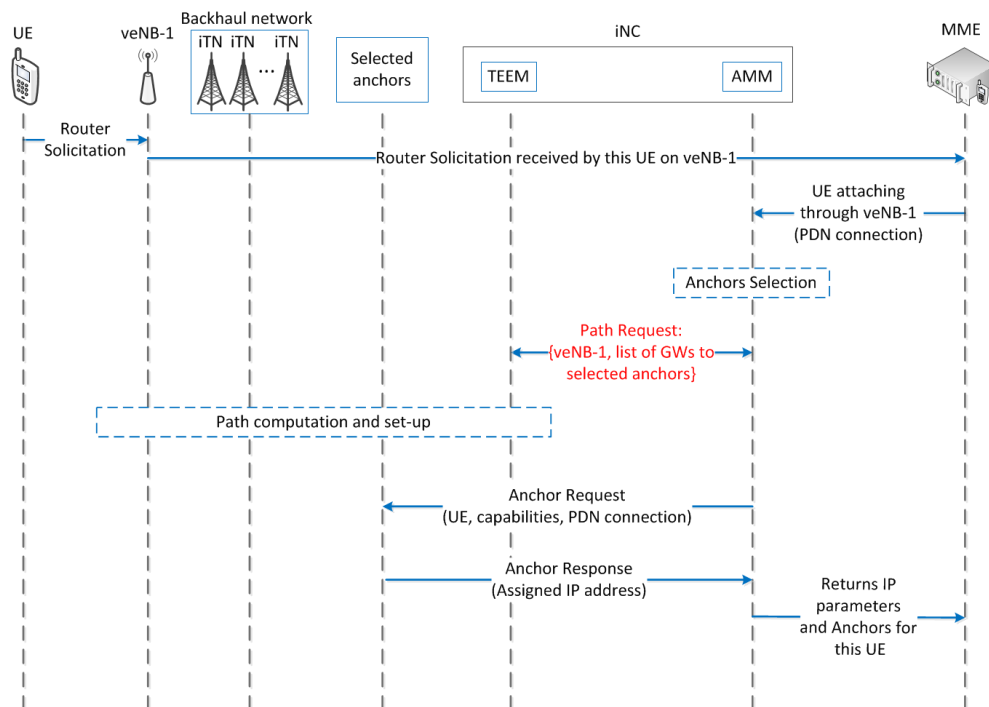 UE
veNB-1
Backhaul network
iTN iTN iTN
...
Selected
anchors
iNC
TEEM
AMM
MME
Router
Solicitation
Router Solicitation received by this UE on veNB-1
UE attaching
through veNB-1
(PDN connection)
Anchors Selection
Path Request:
{veNB-1, list of GWs to
selected anchors}
Path computation and set-up
Anchor Request
(UE, capabilities, PDN connection)
Anchor Response
(Assigned IP address)
Returns IP
parameters
and Anchors for
this UE